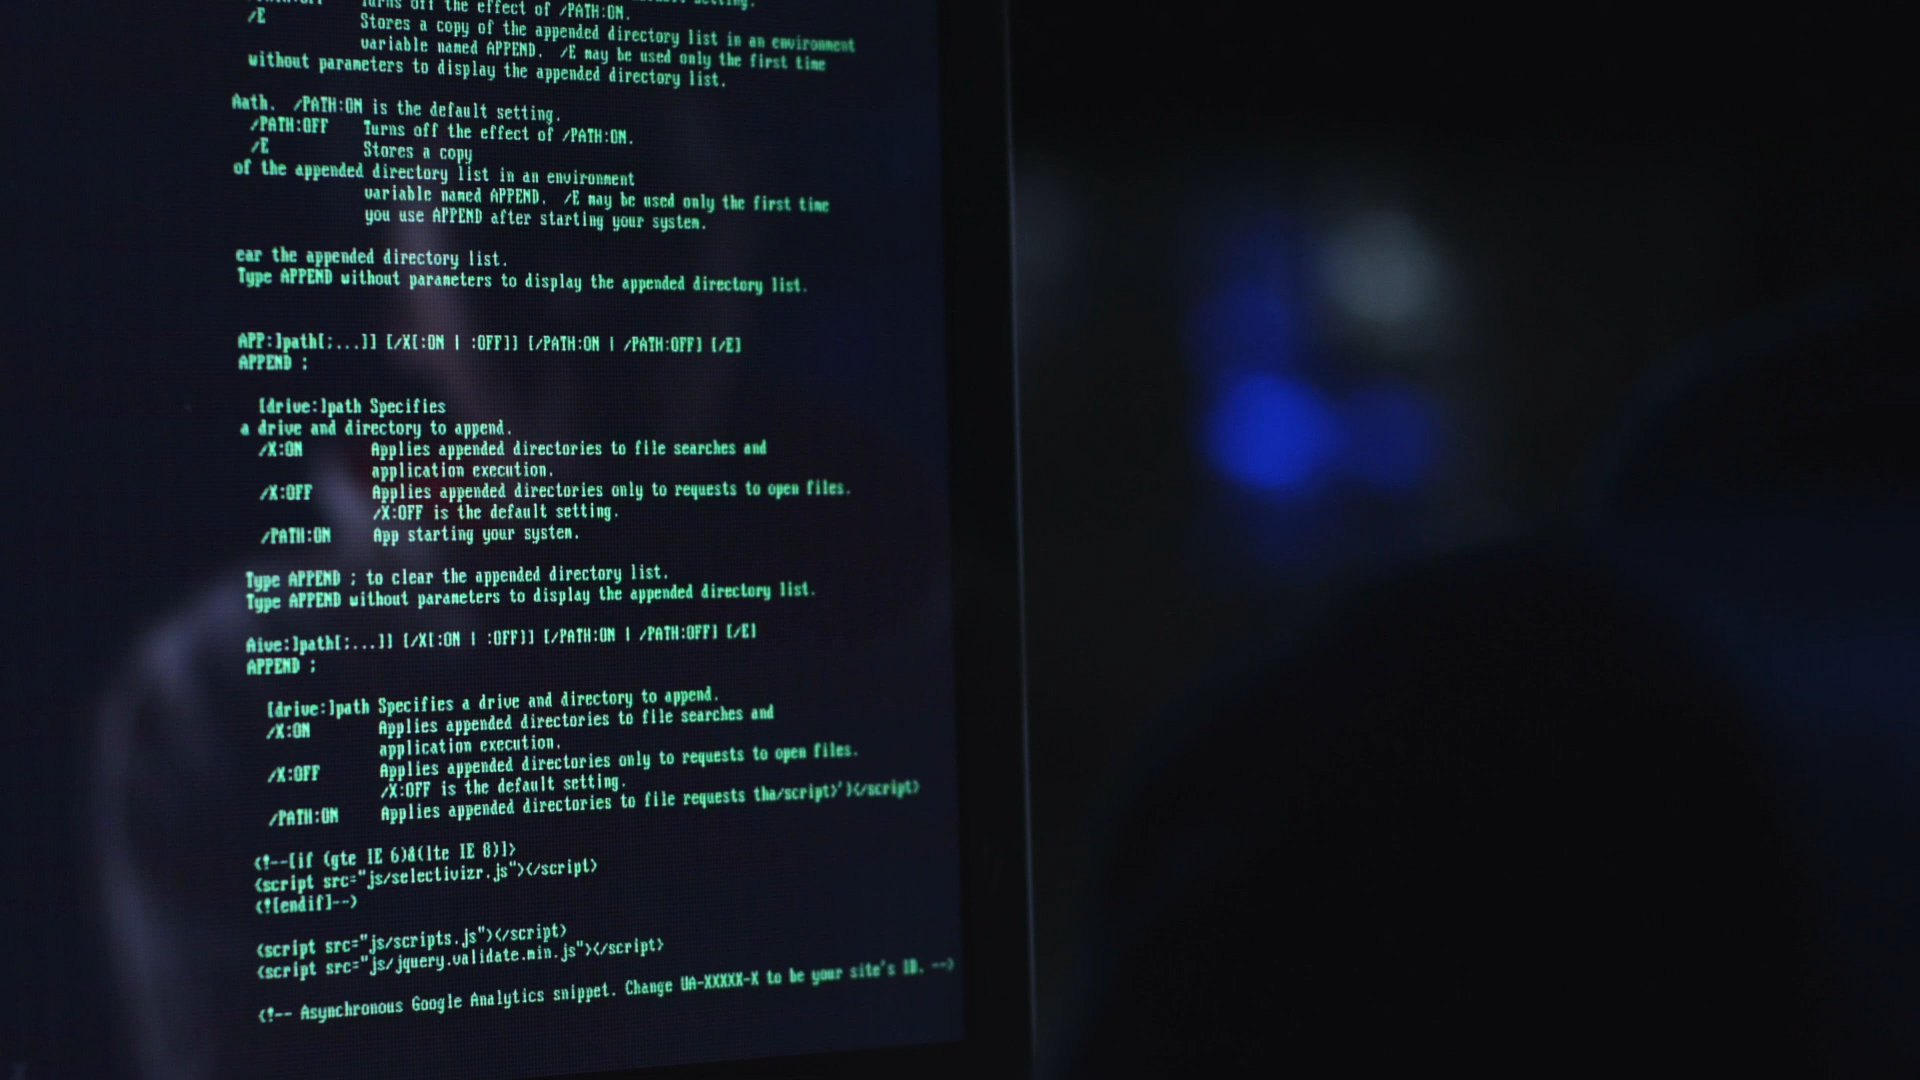 Turns off the effect of /PATH:ON.
/E Stores a copy of the appended directory list in an environment
variable named APPEND. /E may be used only the first time
without parameters to display the appended directory list.
Aath. /PATH:ON is the default setting.
/PATH:OFF Turns off the effect of /PATH:ON.
/E Stores a copy
of the appended directory list in an environment
variable named APPEND. /E may be used only the first time
you use APPEND after starting your system.
ear the appended directory list.
Type APPEND without parameters to display the appended directory list.
APP:]path[;...]] [/X[:ON | :OFF]] [/PATH:ON | /PATH:OFF] [/E]
APPEND ;
[drive:]path Specifies
a drive and directory to append.
/X:ON Applies appended directories to file searches and
application execution.
/X:OFF Applies appended directories only to requests to open files.
/X:OFF is the default setting.
/PATH:ON App starting your system.
Type APPEND ; to clear the appended directory list.
Type APPEND without parameters to display the appended directory list.
Aive:]path[;...]] [/X[:ON | :OFF]] [/PATH:ON | /PATH:OFF] [/E]
APPEND ;
[drive:]path Specifies a drive and directory to append.
/X:ON Applies appended directories to file searches and
application execution.
/X:OFF Applies appended directories only to requests to open files.
/X:OFF is the default setting.
/PATH:ON Applies appended directories to file requests tha/script>')</script>
<!--[if (gte IE 6)&(lte IE 8)]>
<script src="js/selectivizr.js"></script>
<![endif]-->
<script src="js/scripts.js"></script>
<script src="js/jquery.validate.min.js"></script>
<!-- Asynchronous Google Analytics snippet. Change UA-XXXXX-X to be your site's ID. -->